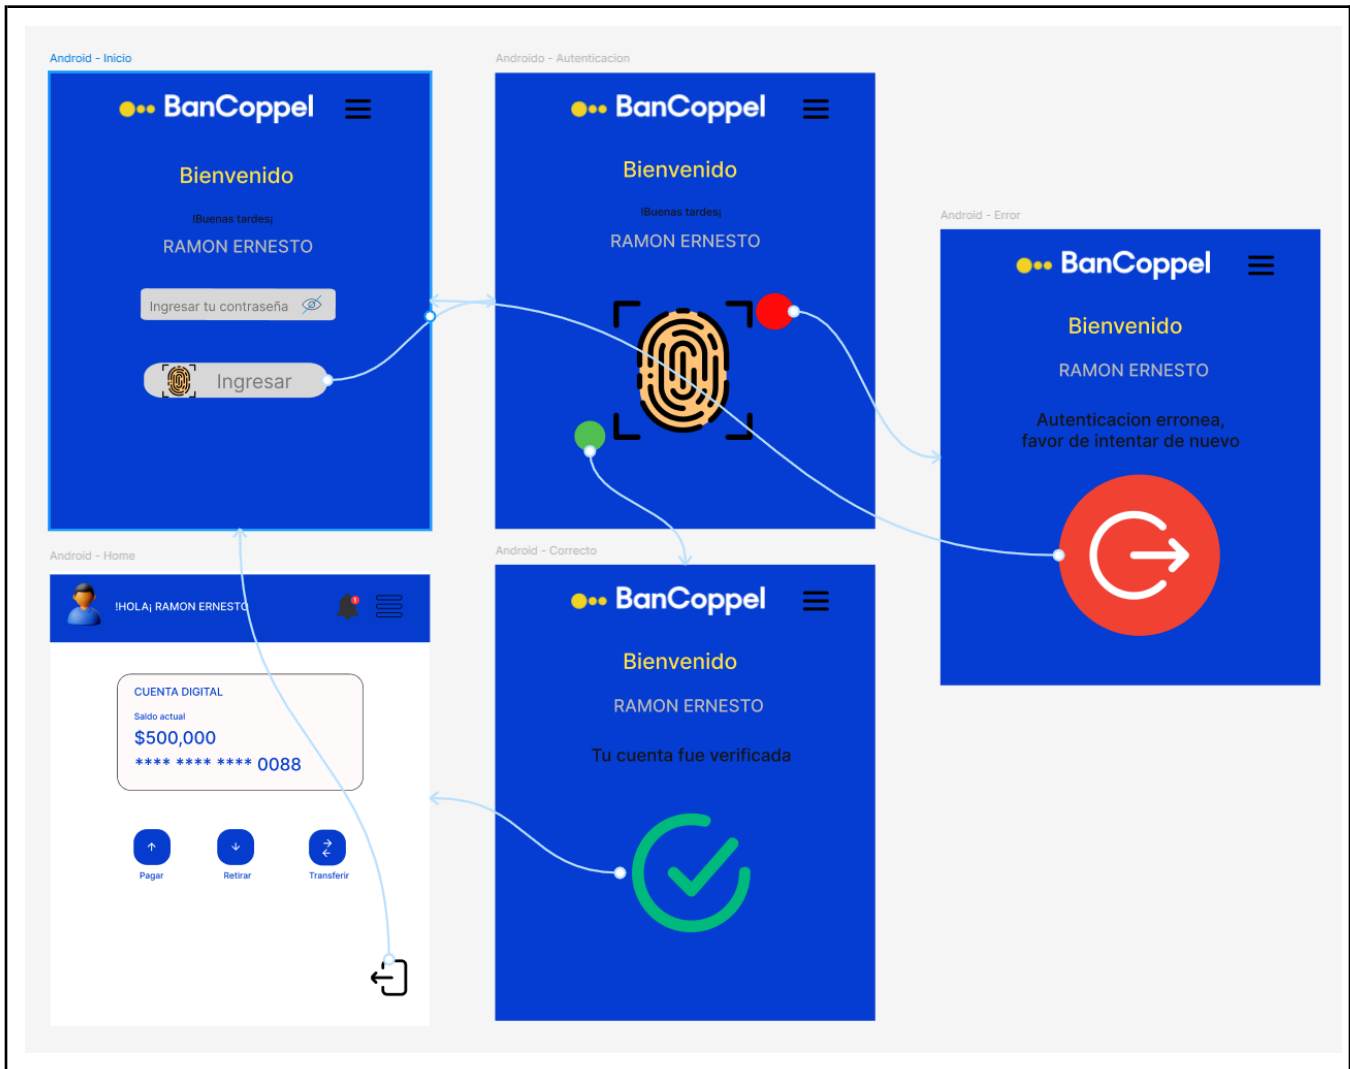 Android - Inicio
BanCoppel
Bienvenido
!Buenas tardes¡
RAMON ERNESTO
Ingresar tu contraseña
Ingresar
Androido - Autenticacion
BanCoppel
Bienvenido
!Buenas tardes¡
RAMON ERNESTO
Android - Error
BanCoppel
Bienvenido
RAMON ERNESTO
Autenticacion erronea,
favor de intentar de nuevo
Android - Home
!HOLA¡ RAMON ERNESTO
1
CUENTA DIGITAL
Saldo actual
$500,000
**** **** **** 0088
Pagar
Retirar
Transferir
Android - Correcto
BanCoppel
Bienvenido
RAMON ERNESTO
Tu cuenta fue verificada